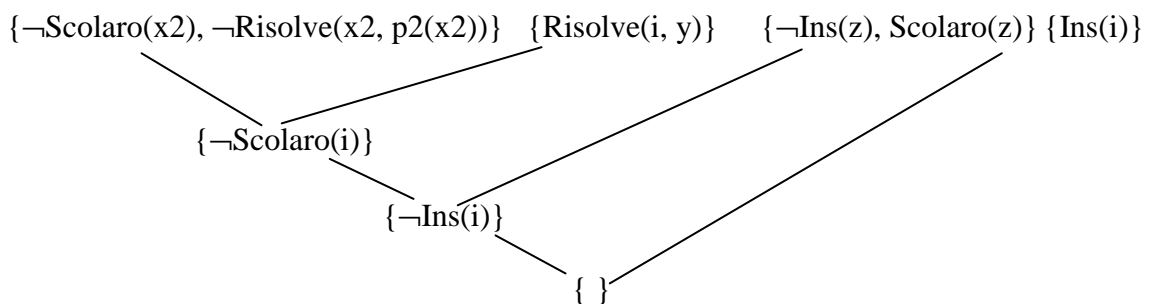 {¬Scolaro(x2), ¬Risolve(x2, p2(x2))} {Risolve(i, y)} {¬Ins(z), Scolaro(z)} {Ins(i)}
{¬Scolaro(i)}
{¬Ins(i)}
{ }